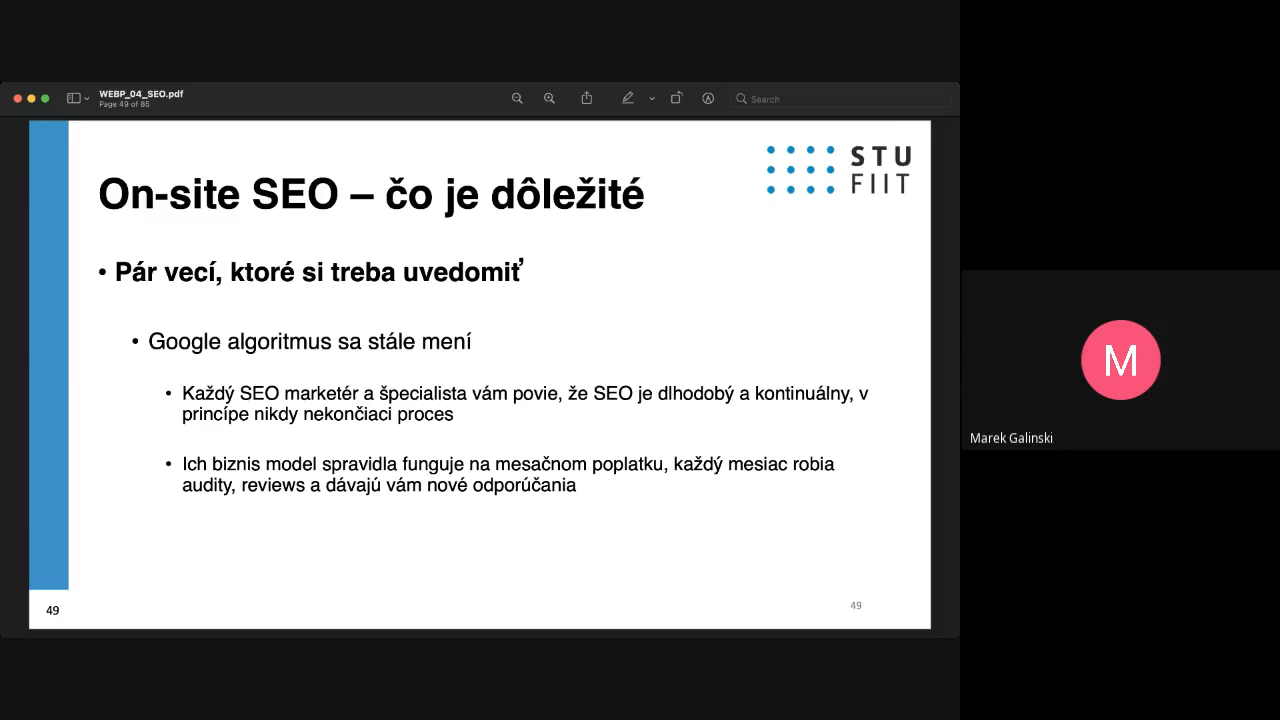 WEBP_04_SEO.pdf
Page 49 of 85
Search
STU
FIIT
On-site SEO – čo je dôležité
• Pár vecí, ktoré si treba uvedomiť
• Google algoritmus sa stále mení
• Každý SEO marketér a špecialista vám povie, že SEO je dlhodobý a kontinuálny, v
princípe nikdy nekončiaci proces
• Ich biznis model spravidla funguje na mesačnom poplatku, každý mesiac robia
audity, reviews a dávajú vám nové odporúčania
49
49
M
Marek Galinski